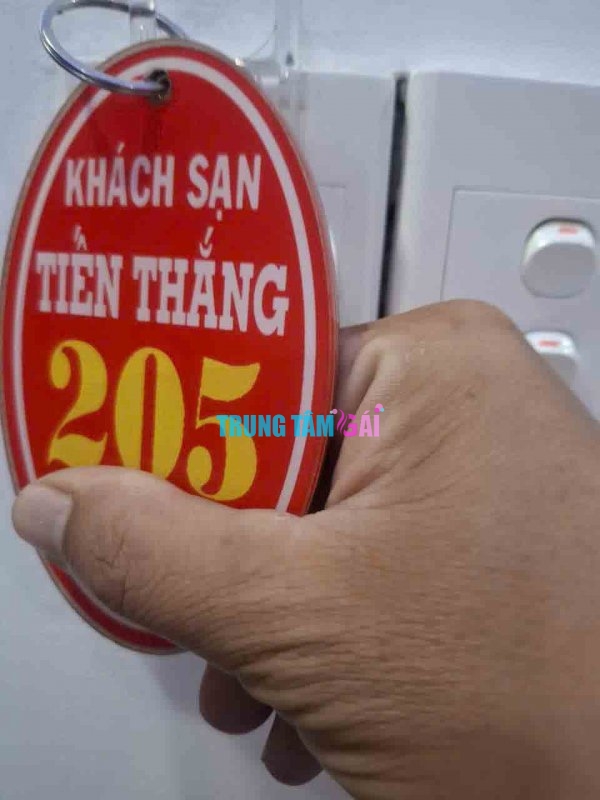 KHÁCH SẠN
TIẾN THẮNG
205
TRUNG TÂM GÁI